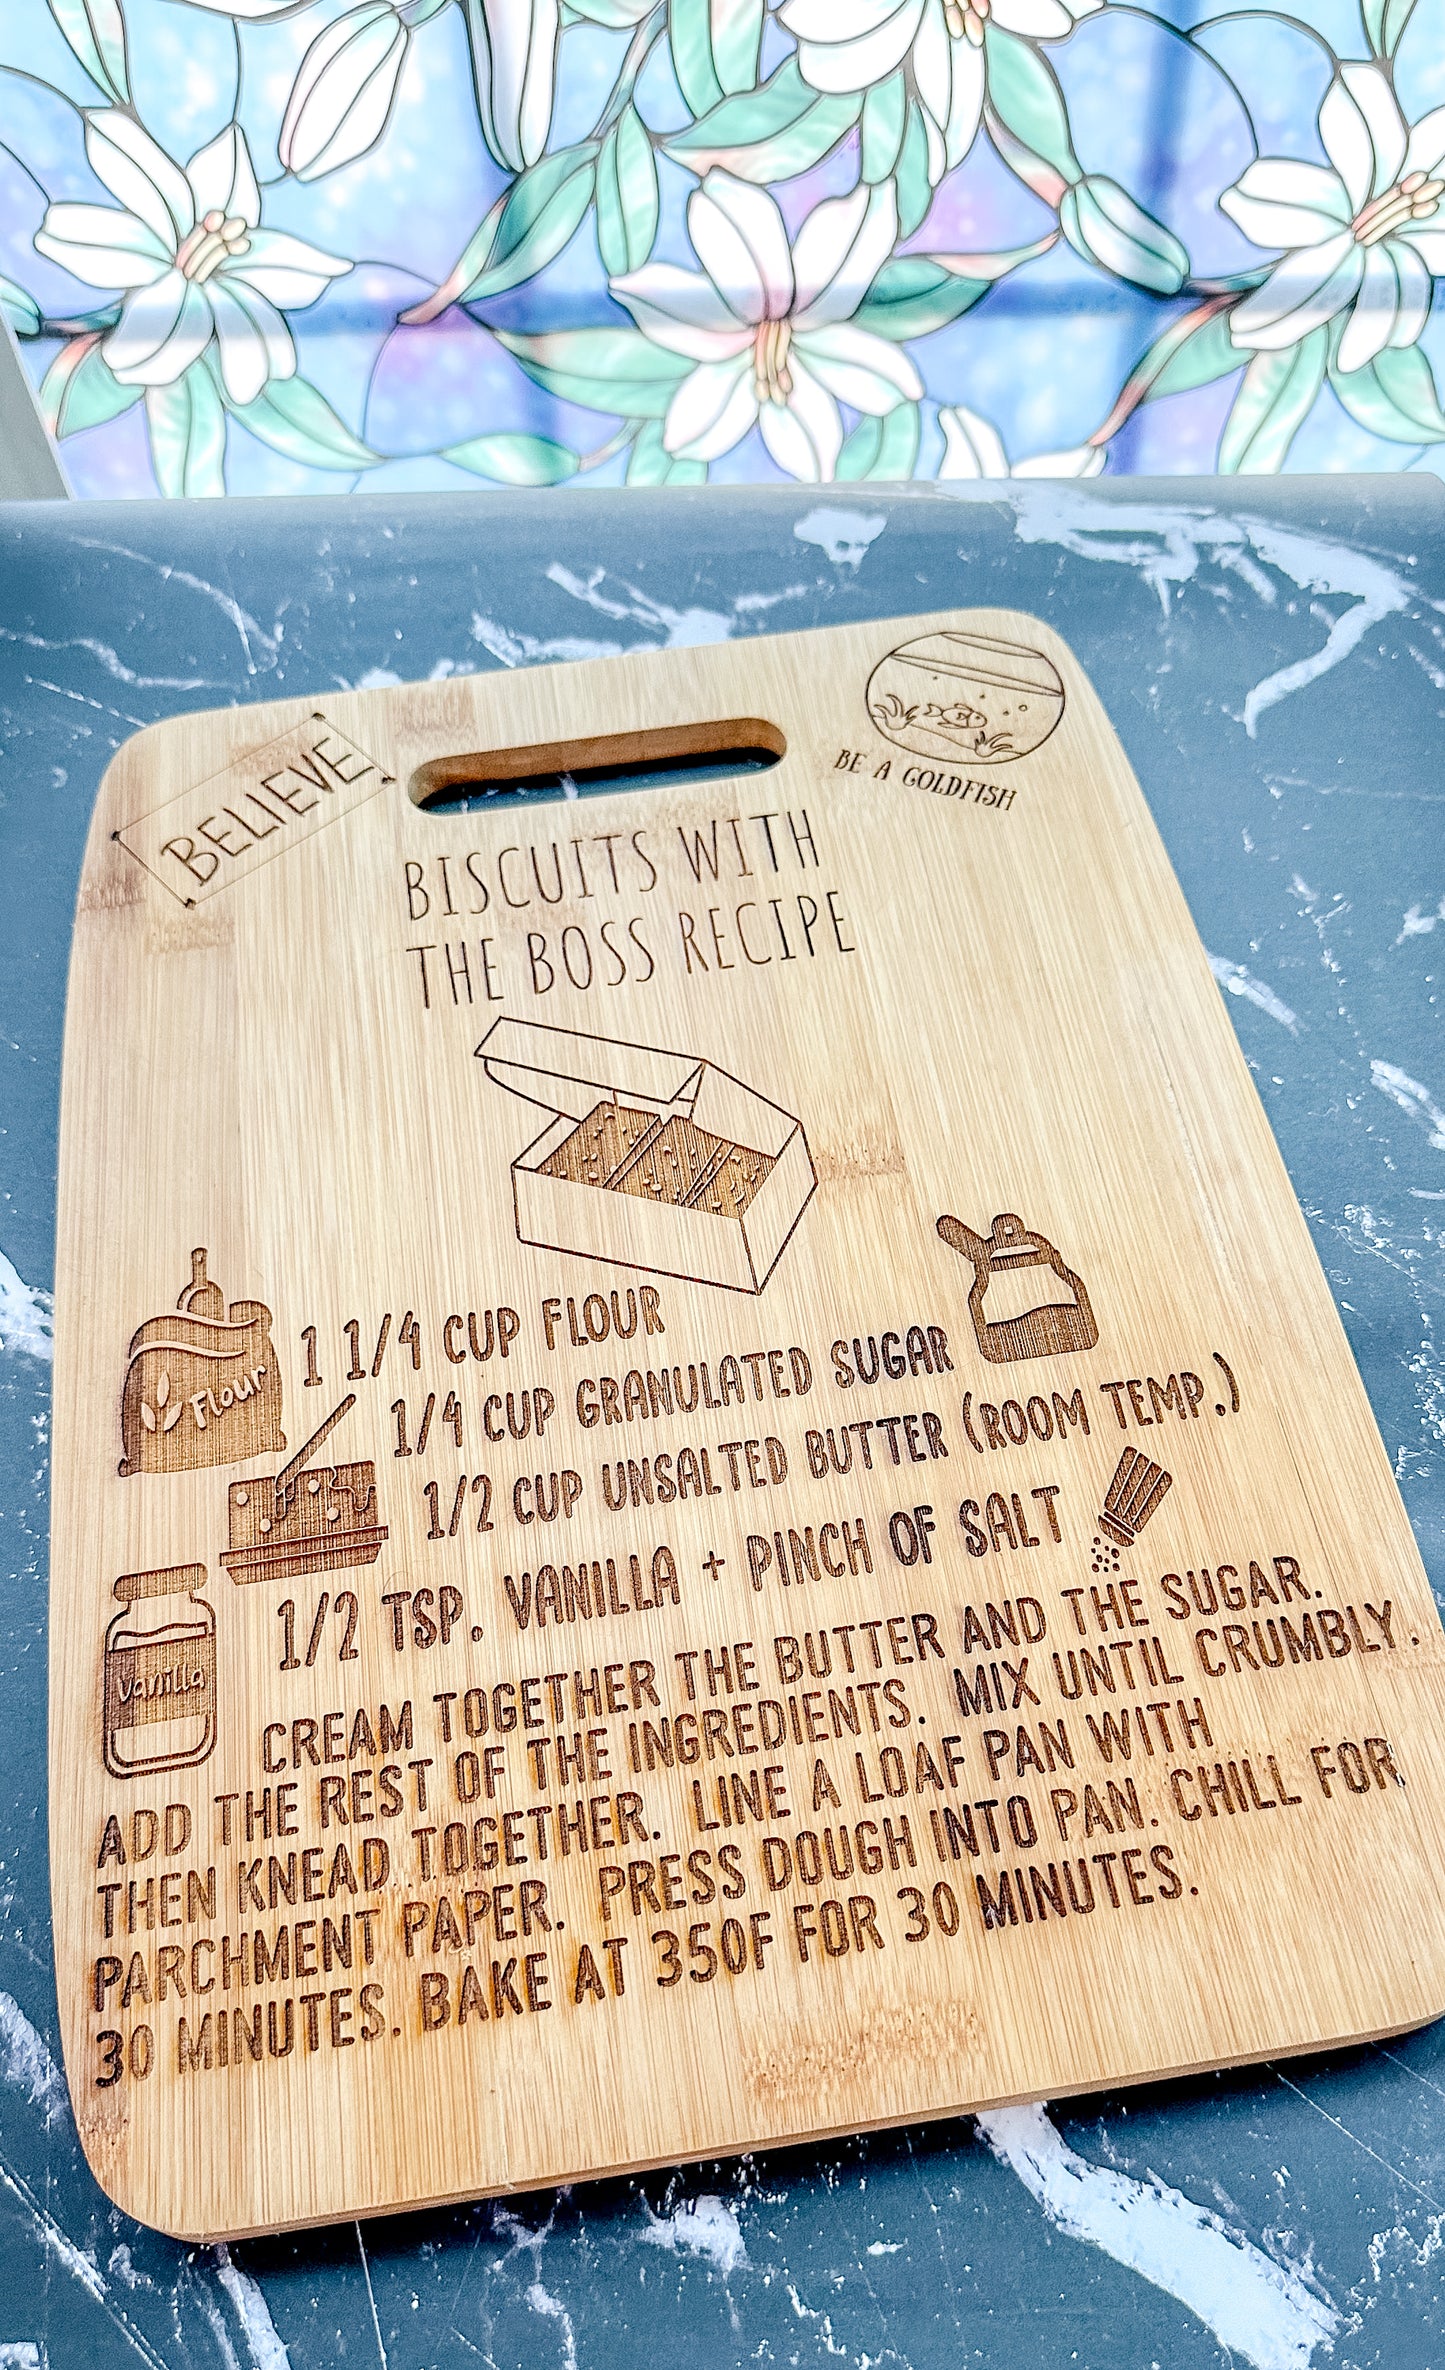 BELIEVE
BE A GOLDFISH
BISCUITS WITH
THE BOSS RECIPE
Flour
1 1/4 CUP FLOUR
1/4 CUP GRANULATED SUGAR
1/2 CUP UNSALTED BUTTER (ROOM TEMP.)
1/2 TSP. VANILLA + PINCH OF SALT
Vanilla
CREAM TOGETHER THE BUTTER AND THE SUGAR.
ADD THE REST OF THE INGREDIENTS. MIX UNTIL CRUMBLY.
THEN KNEAD TOGETHER. LINE A LOAF PAN WITH
PARCHMENT PAPER. PRESS DOUGH INTO PAN. CHILL FOR
30 MINUTES. BAKE AT 350F FOR 30 MINUTES.